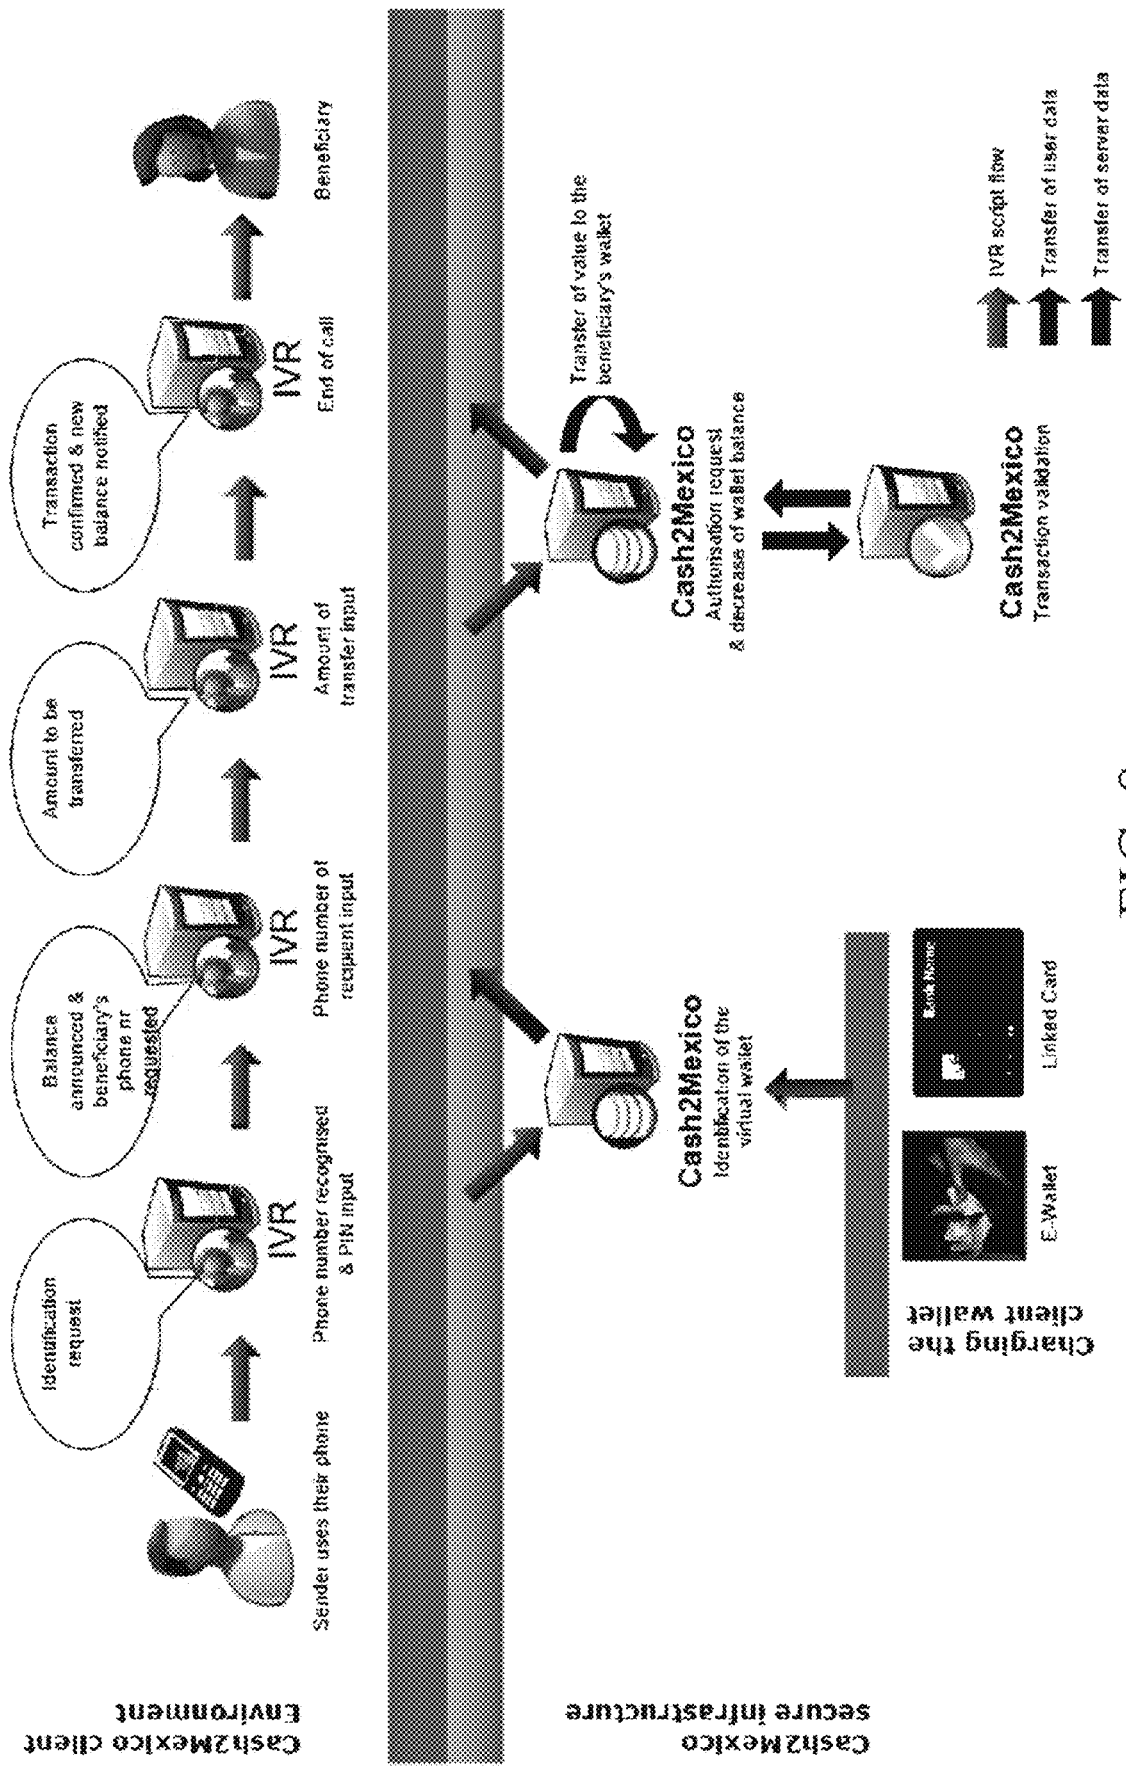 Cash2Mexico client
Environment
Identification
request
Balance
announced &
beneficiary's
phone nr
requested
Amount to be
transferred
Transaction
confirmed & new
balance notified
IVR
IVR
IVR
IVR
Sender uses their phone
Phone number recognised
& PIN input
Phone number of
recipient input
Amount of
transfer input
End of call
Beneficiary
Cash2Mexico
secure infrastructure
Cash2Mexico
Identification of the
virtual wallet
Transfer of value to the
beneficiary's wallet
Cash2Mexico
Authorisation request
& decrease of wallet balance
Cash2Mexico
Transaction validation
Charging the
client wallet
E-Wallet
Bank Name
Linked Card
IVR script flow
Transfer of user data
Transfer of server data
FIG.